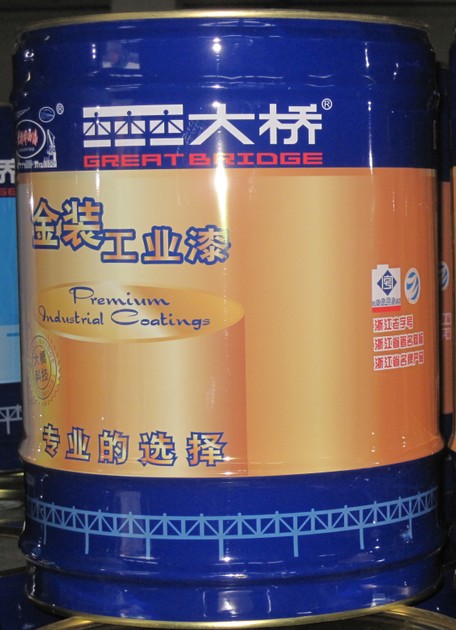 大桥®
GREAT BRIDGE
金装工业漆
Premium
Industrial Coatings
专业的选择
浙江老字号
浙江省著名商标
浙江省名牌产品